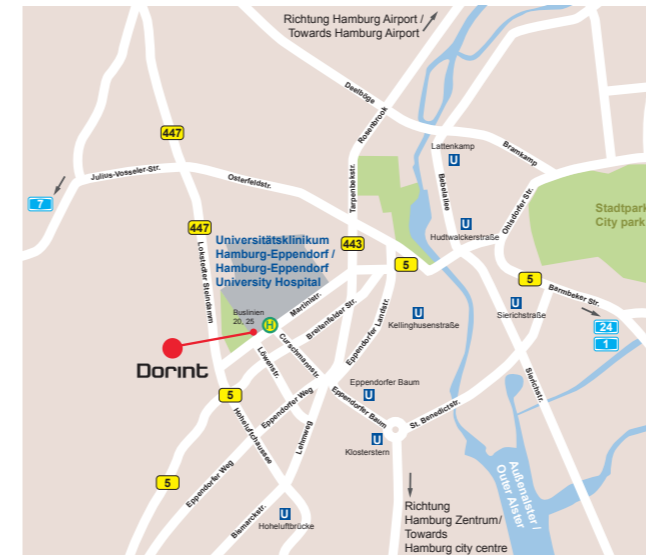 Richtung Hamburg Airport /
Towards Hamburg Airport
Deelböge
Rosenbrook
447
Lattenkamp
U
Bramkamp
Julius-Vosseler-Str.
Osterfeldstr.
Tarpenbekstr.
Bebelallee
Ohlsdorfer Str.
7
Stadtpark
City park
447
Lokstedter Steindamm
Universitätsklinikum
Hamburg-Eppendorf /
Hamburg-Eppendorf
University Hospital
443
U
Hudtwalckerstraße
5
5
Barmbeker Str.
Martinistr.
Buslinien
20, 25
H
Breitenfelder Str.
Eppendorfer Landstr.
U
Kellinghusenstraße
U
Sierichstraße
24
1
Dorint
Curschmannstr.
Löwenstr.
Sierichstr.
5
Eppendorfer Baum
U
Eppendorfer Weg
Eppendorfer Baum
St. Benedictstr.
Hoheluftchaussee
Lehmweg
U
Klosterstern
5
Eppendorfer Weg
Außenalster /
Outer Alster
Bismarckstr.
U
Hoheluftbrücke
Richtung
Hamburg Zentrum/
Towards
Hamburg city centre